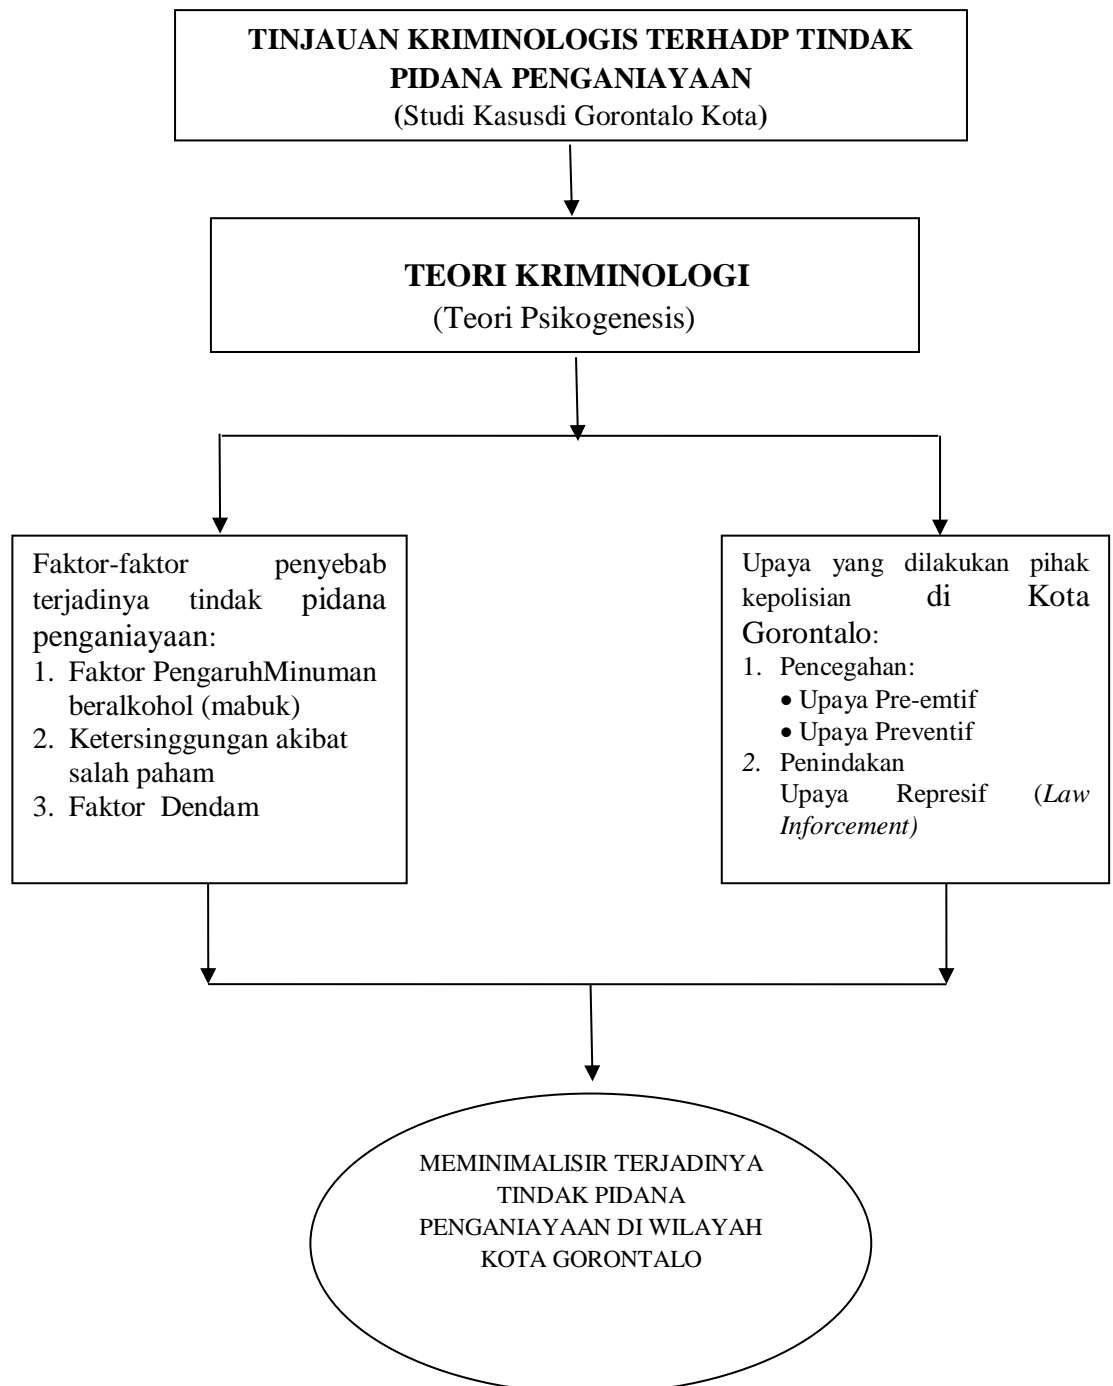 TINJAUAN KRIMINOLOGIS TERHADP TINDAK
PIDANA PENGANIAYAAN
(Studi Kasusdi Gorontalo Kota)
TEORI KRIMINOLOGI
(Teori Psikogenesis)
Faktor-faktor penyebab
terjadinya tindak pidana
penganiayaan:
1. Faktor PengaruhMinuman
beralkohol (mabuk)
2. Ketersinggungan akibat
salah paham
3. Faktor Dendam
Upaya yang dilakukan pihak
kepolisian di Kota
Gorontalo:
1. Pencegahan:
• Upaya Pre-emtif
• Upaya Preventif
2. Penindakan
Upaya Represif (Law
Inforcement)
MEMINIMALISIR TERJADINYA
TINDAK PIDANA
PENGANIAYAAN DI WILAYAH
KOTA GORONTALO